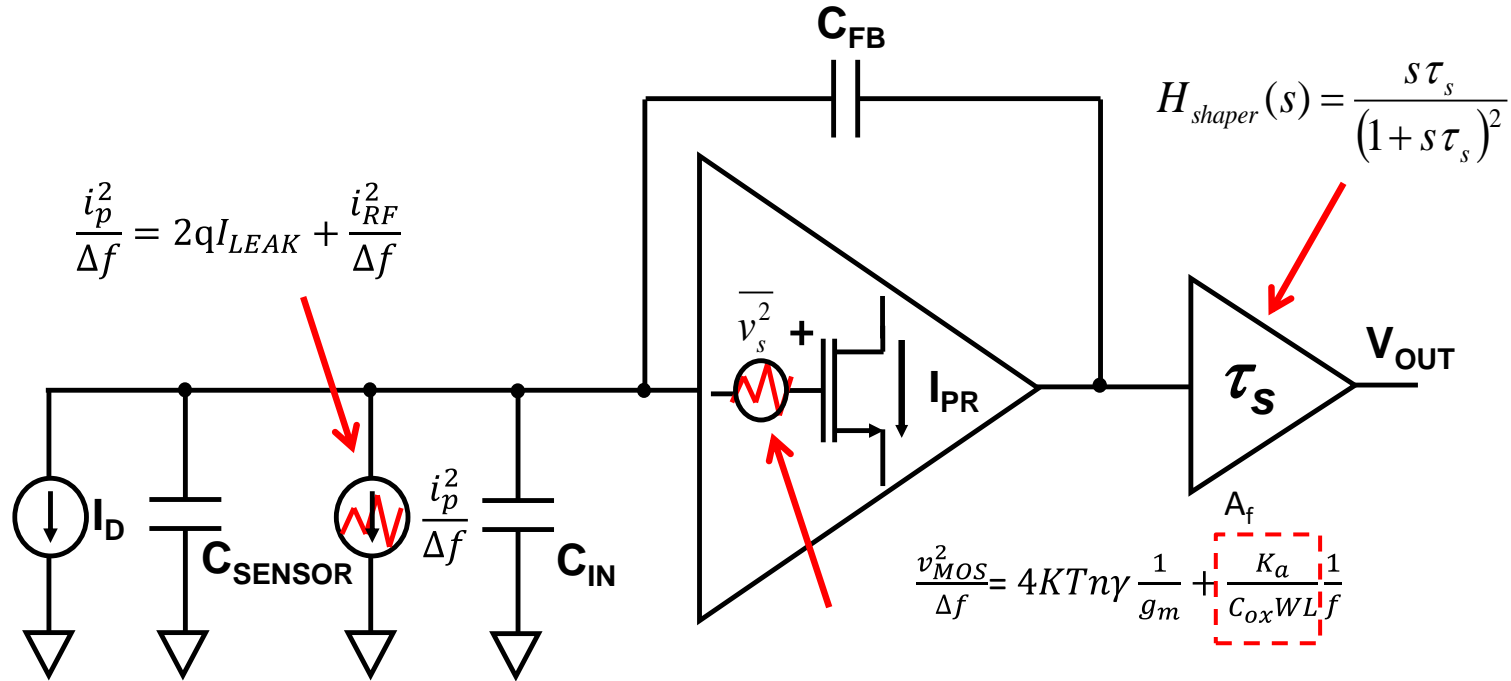 C_FB
H_shaper(s) = sτ_s / (1 + sτ_s)^2
i_p^2 / Δf = 2qI_LEAK + i_RF^2 / Δf
v_s^2 +
I_PR
τ_s
V_OUT
I_D
C_SENSOR
i_p^2 / Δf
C_IN
A_f
v_MOS^2 / Δf = 4KTnγ 1 / g_m + K_a / C_ox WL 1 / f